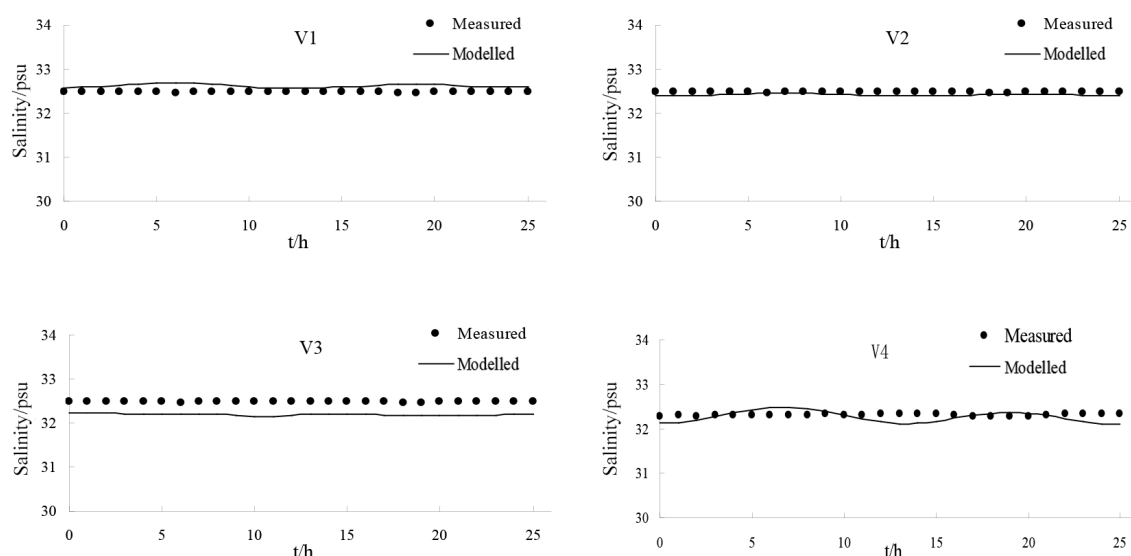 34
33
32
31
30
Salinity/psu
V1
Measured
Modelled
0 5 10 15 20 25
t/h
34
33
32
31
30
Salinity/psu
V2
Measured
Modelled
0 5 10 15 20 25
t/h
34
33
32
31
30
Salinity/psu
V3
Measured
Modelled
0 5 10 15 20 25
t/h
34
33
32
31
30
Salinity/psu
V4
Measured
Modelled
0 5 10 15 20 25
t/h